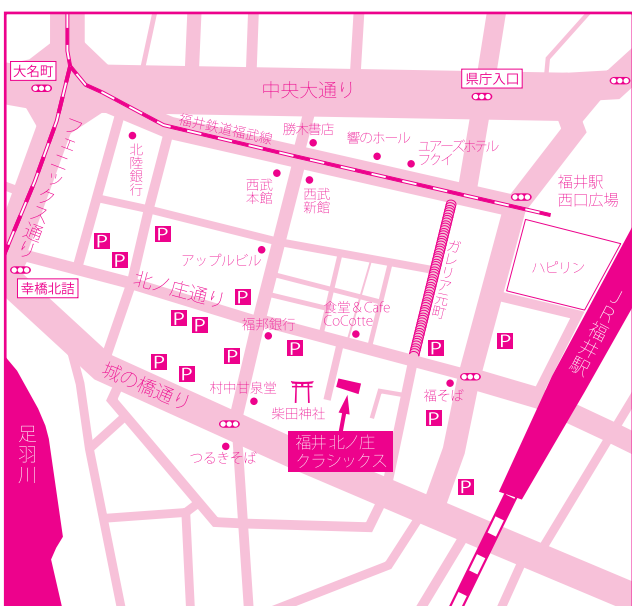 大名町
中央大通り
県庁入口
福井鉄道福武線
勝木書店
響のホール
ユアーズホテル
フクイ
北陸銀行
西武
本館
西武
新館
福井駅
西口広場
フェニックス通り
ガレリア元町
アップルビル
ハピリン
幸橋北詰
北ノ庄通り
食堂&Cafe
CoCotte
福邦銀行
JR福井駅
城の橋通り
村中甘泉堂
柴田神社
福そば
足羽川
福井 北ノ庄
クラシックス
つるきそば
P
P
P
P
P
P
P
P
P
P
P
P
P
P